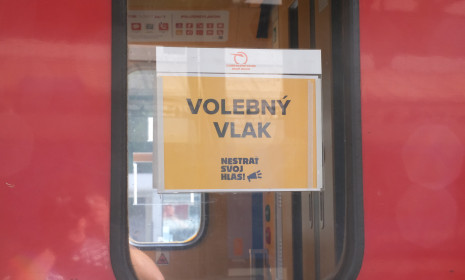 VOLEBNÝ
VLAK
NESTRAŤ
SVOJ
HLAS!